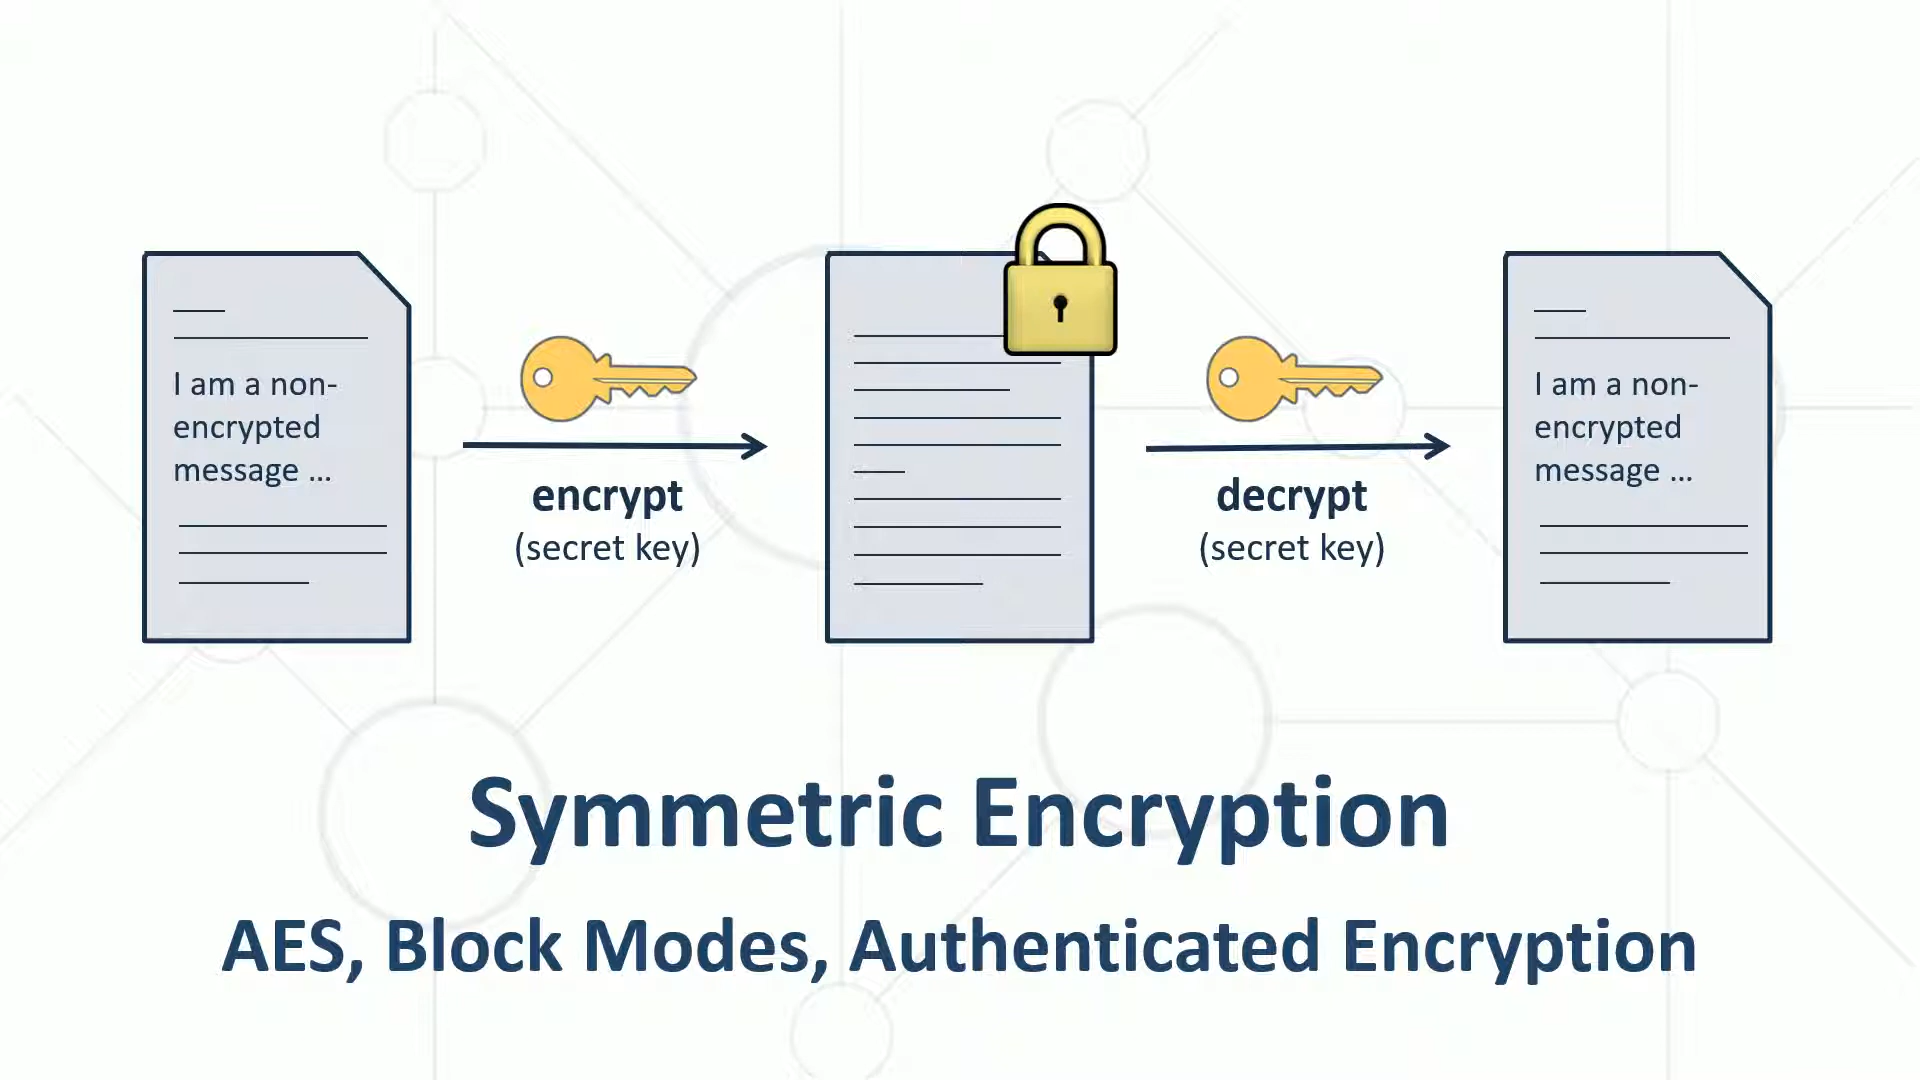 I am a non-
encrypted
message ...
encrypt
(secret key)
decrypt
(secret key)
I am a non-
encrypted
message ...
Symmetric Encryption
AES, Block Modes, Authenticated Encryption